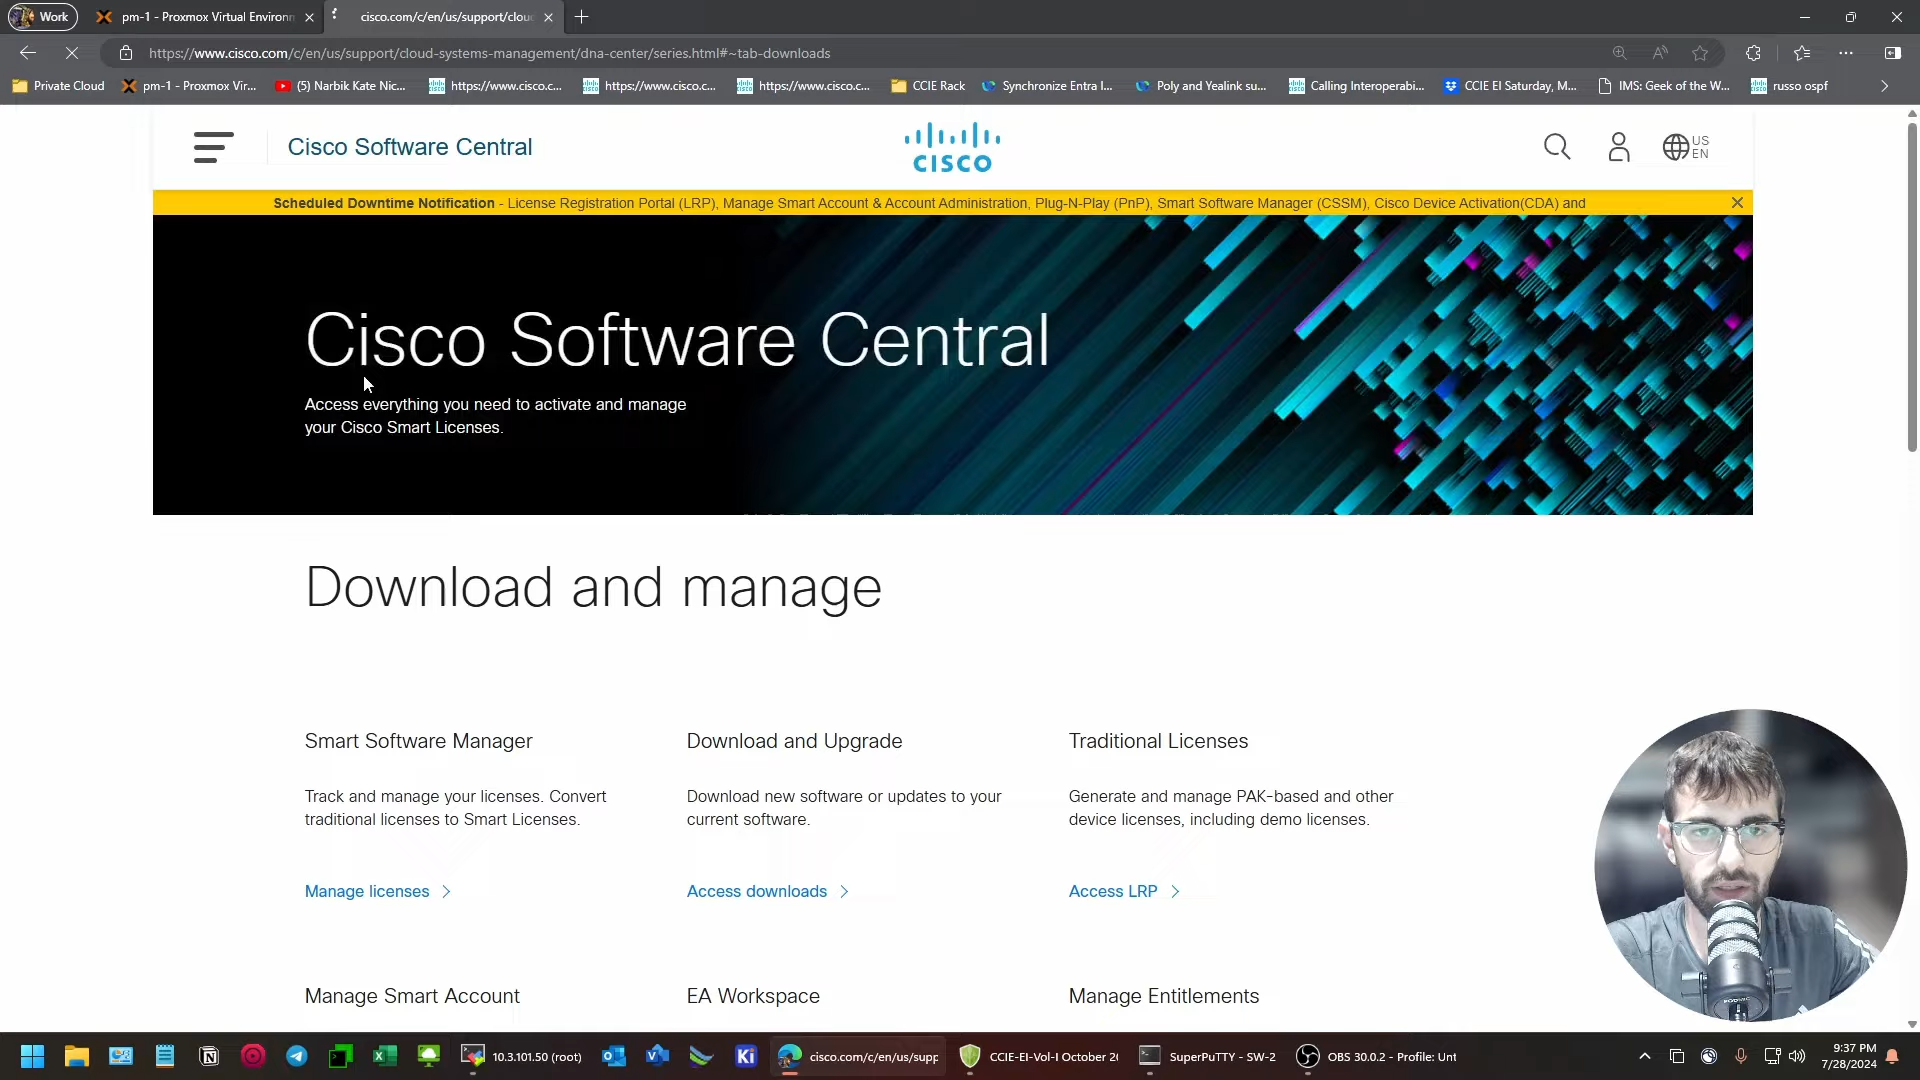 Work
pm-1 - Proxmox Virtual Environn
cisco.com/c/en/us/support/cloud
https://www.cisco.com/c/en/us/support/cloud-systems-management/dna-center/series.html#~tab-downloads
Private Cloud
pm-1 - Proxmox Vir...
(5) Narbik Kate Nic...
https://www.cisco.c...
https://www.cisco.c...
https://www.cisco.c...
CCIE Rack
Synchronize Entra I...
Poly and Yealink su...
Calling Interoperabi...
CCIE EI Saturday, M...
IMS: Geek of the W...
russo ospf
Cisco Software Central
CISCO
US
EN
Scheduled Downtime Notification - License Registration Portal (LRP), Manage Smart Account & Account Administration, Plug-N-Play (PnP), Smart Software Manager (CSSM), Cisco Device Activation(CDA) and
Cisco Software Central
Access everything you need to activate and manage
your Cisco Smart Licenses.
Download and manage
Smart Software Manager
Track and manage your licenses. Convert
traditional licenses to Smart Licenses.
Manage licenses
Download and Upgrade
Download new software or updates to your
current software.
Access downloads
Traditional Licenses
Generate and manage PAK-based and other
device licenses, including demo licenses.
Access LRP
Manage Smart Account
EA Workspace
Manage Entitlements
10.3.101.50 (root)
Ki
cisco.com/c/en/us/supp
CCIE-EI-Vol-I October 2
SuperPuTTY - SW-2
OBS 30.0.2 - Profile: Unt
9:37 PM
7/28/2024